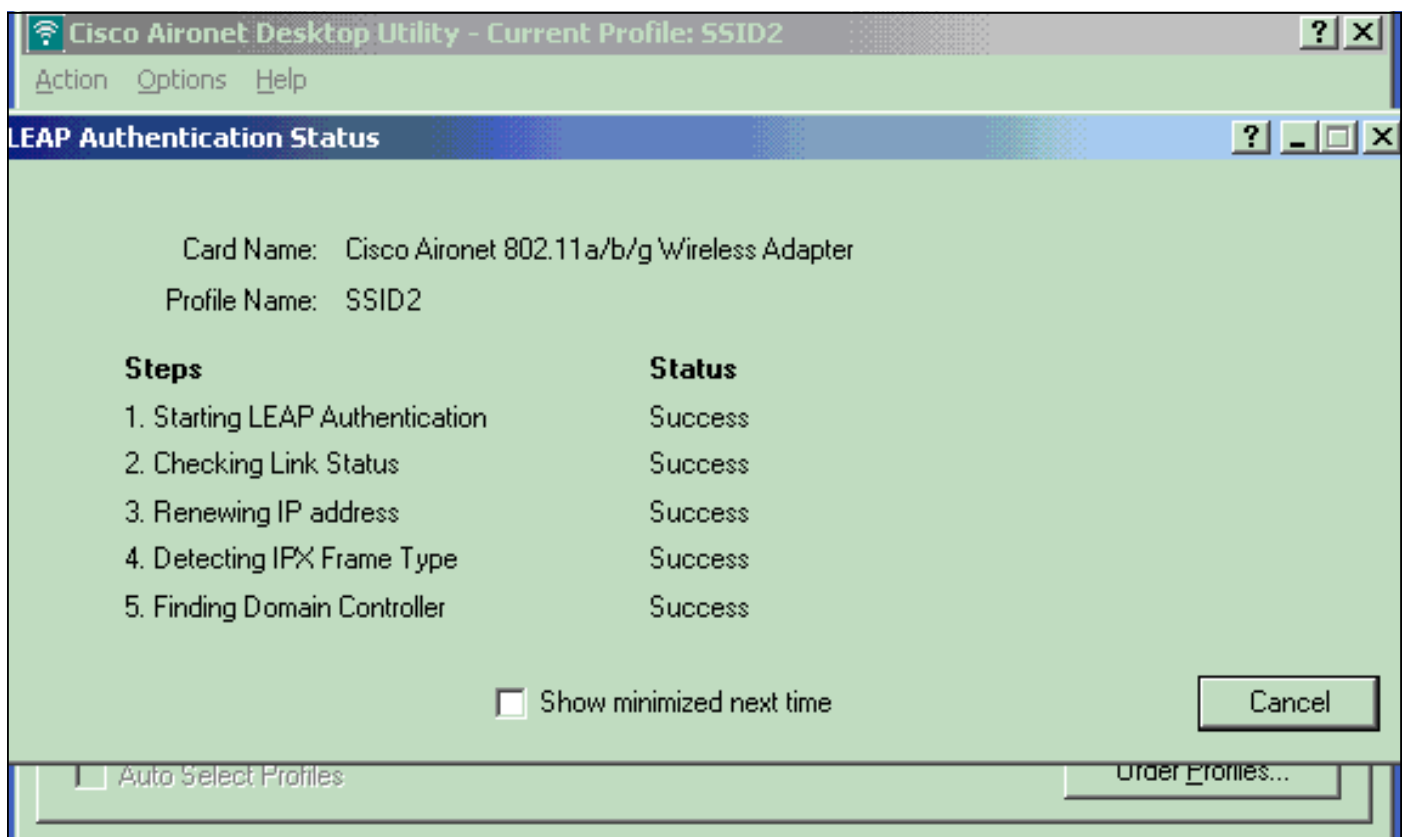 Cisco Aironet Desktop Utility - Current Profile: SSID2
Action Options Help
LEAP Authentication Status
Card Name: Cisco Aironet 802.11a/b/g Wireless Adapter
Profile Name: SSID2
Steps Status
1. Starting LEAP Authentication Success
2. Checking Link Status Success
3. Renewing IP address Success
4. Detecting IPX Frame Type Success
5. Finding Domain Controller Success
Show minimized next time Cancel
Auto Select Profiles Order Profiles...